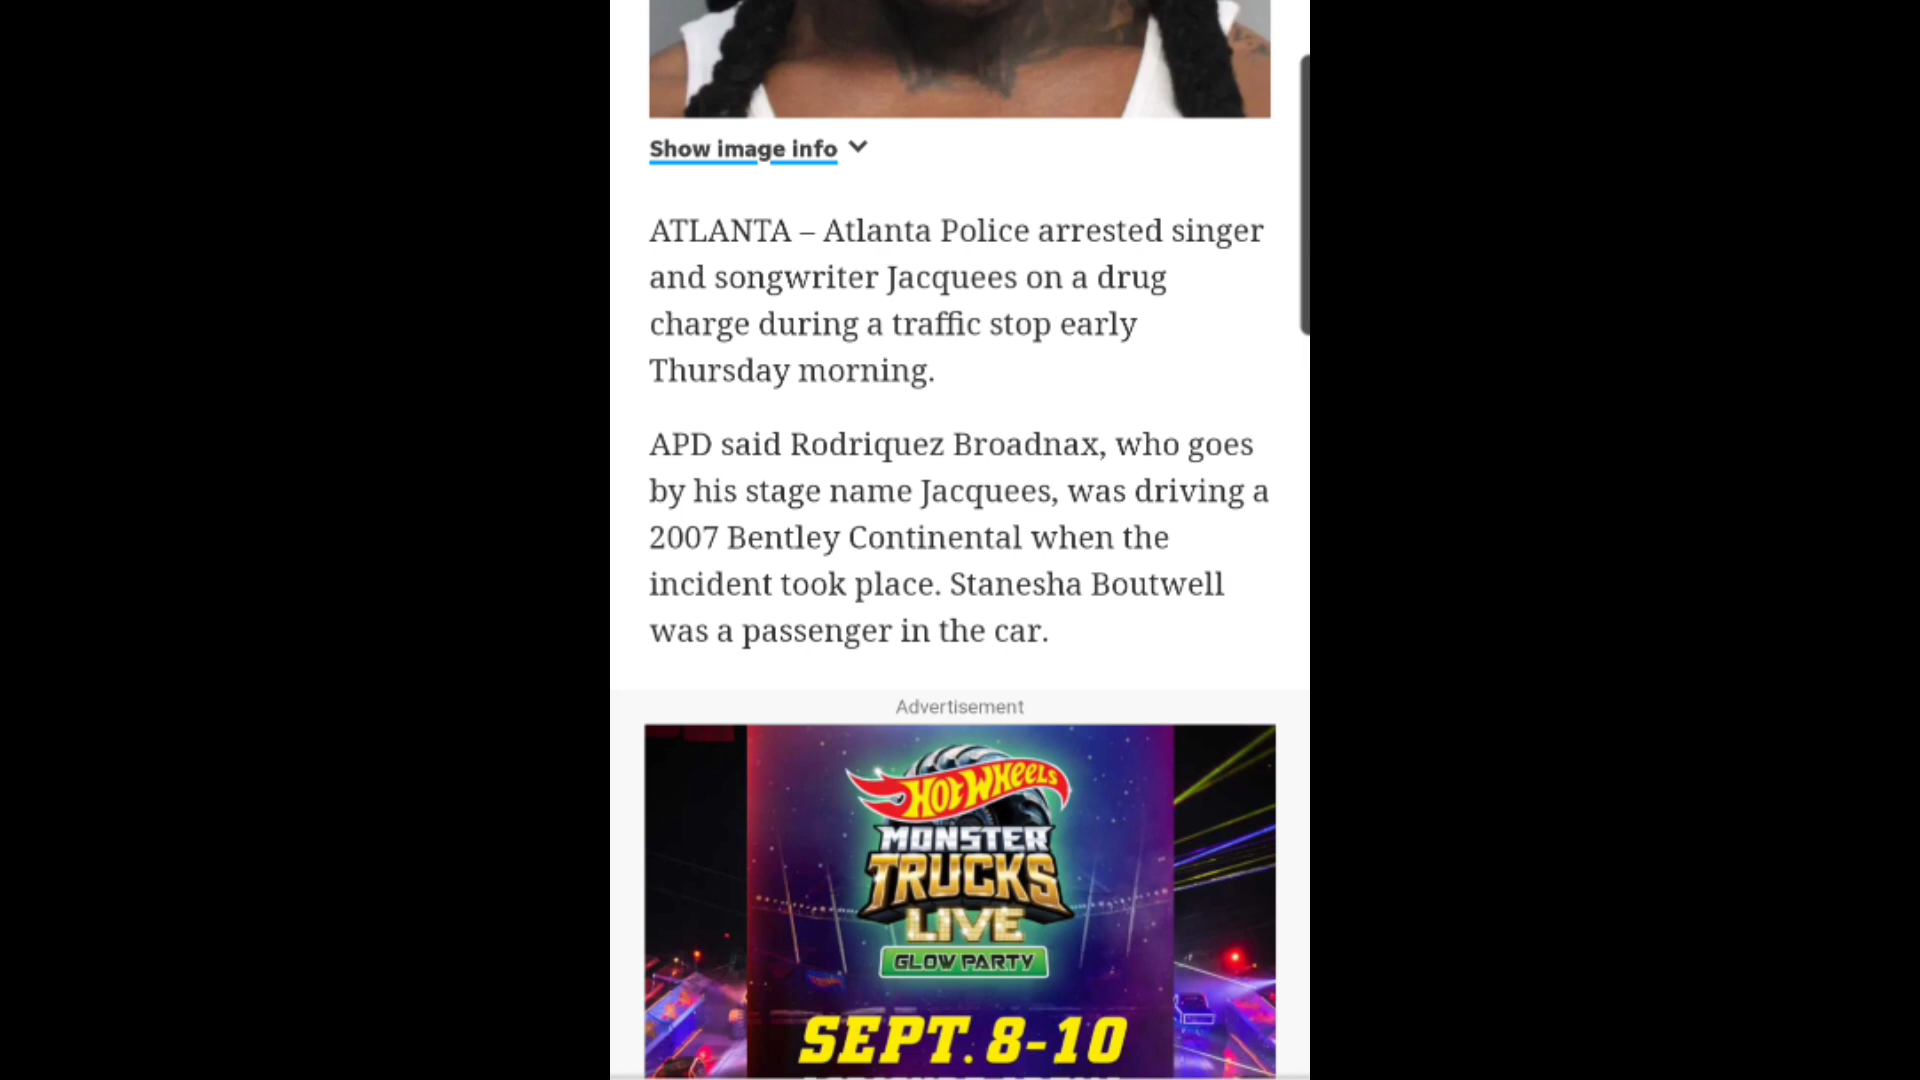 Show image info
ATLANTA – Atlanta Police arrested singer
and songwriter Jacquees on a drug
charge during a traffic stop early
Thursday morning.
APD said Rodriquez Broadnax, who goes
by his stage name Jacquees, was driving a
2007 Bentley Continental when the
incident took place. Stanesha Boutwell
was a passenger in the car.
Advertisement
HOT WHEELS
MONSTER
TRUCKS
LIVE
GLOW PARTY
SEPT. 8-10